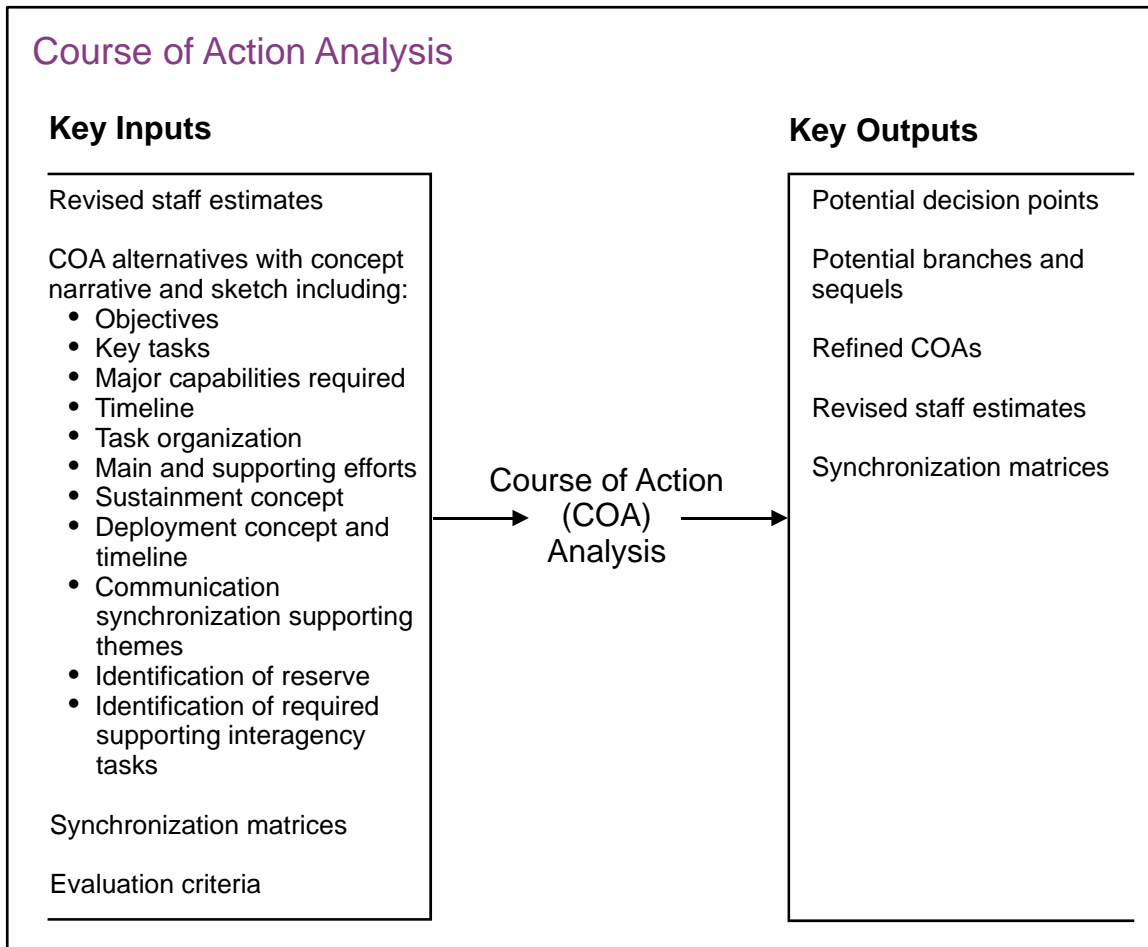 Course of Action Analysis
Key Inputs
Revised staff estimates
COA alternatives with concept
narrative and sketch including:
• Objectives
• Key tasks
• Major capabilities required
• Timeline
• Task organization
• Main and supporting efforts
• Sustainment concept
• Deployment concept and
timeline
• Communication
synchronization supporting
themes
• Identification of reserve
• Identification of required
supporting interagency
tasks
Synchronization matrices
Evaluation criteria
Course of Action
(COA)
Analysis
Key Outputs
Potential decision points
Potential branches and
sequels
Refined COAs
Revised staff estimates
Synchronization matrices